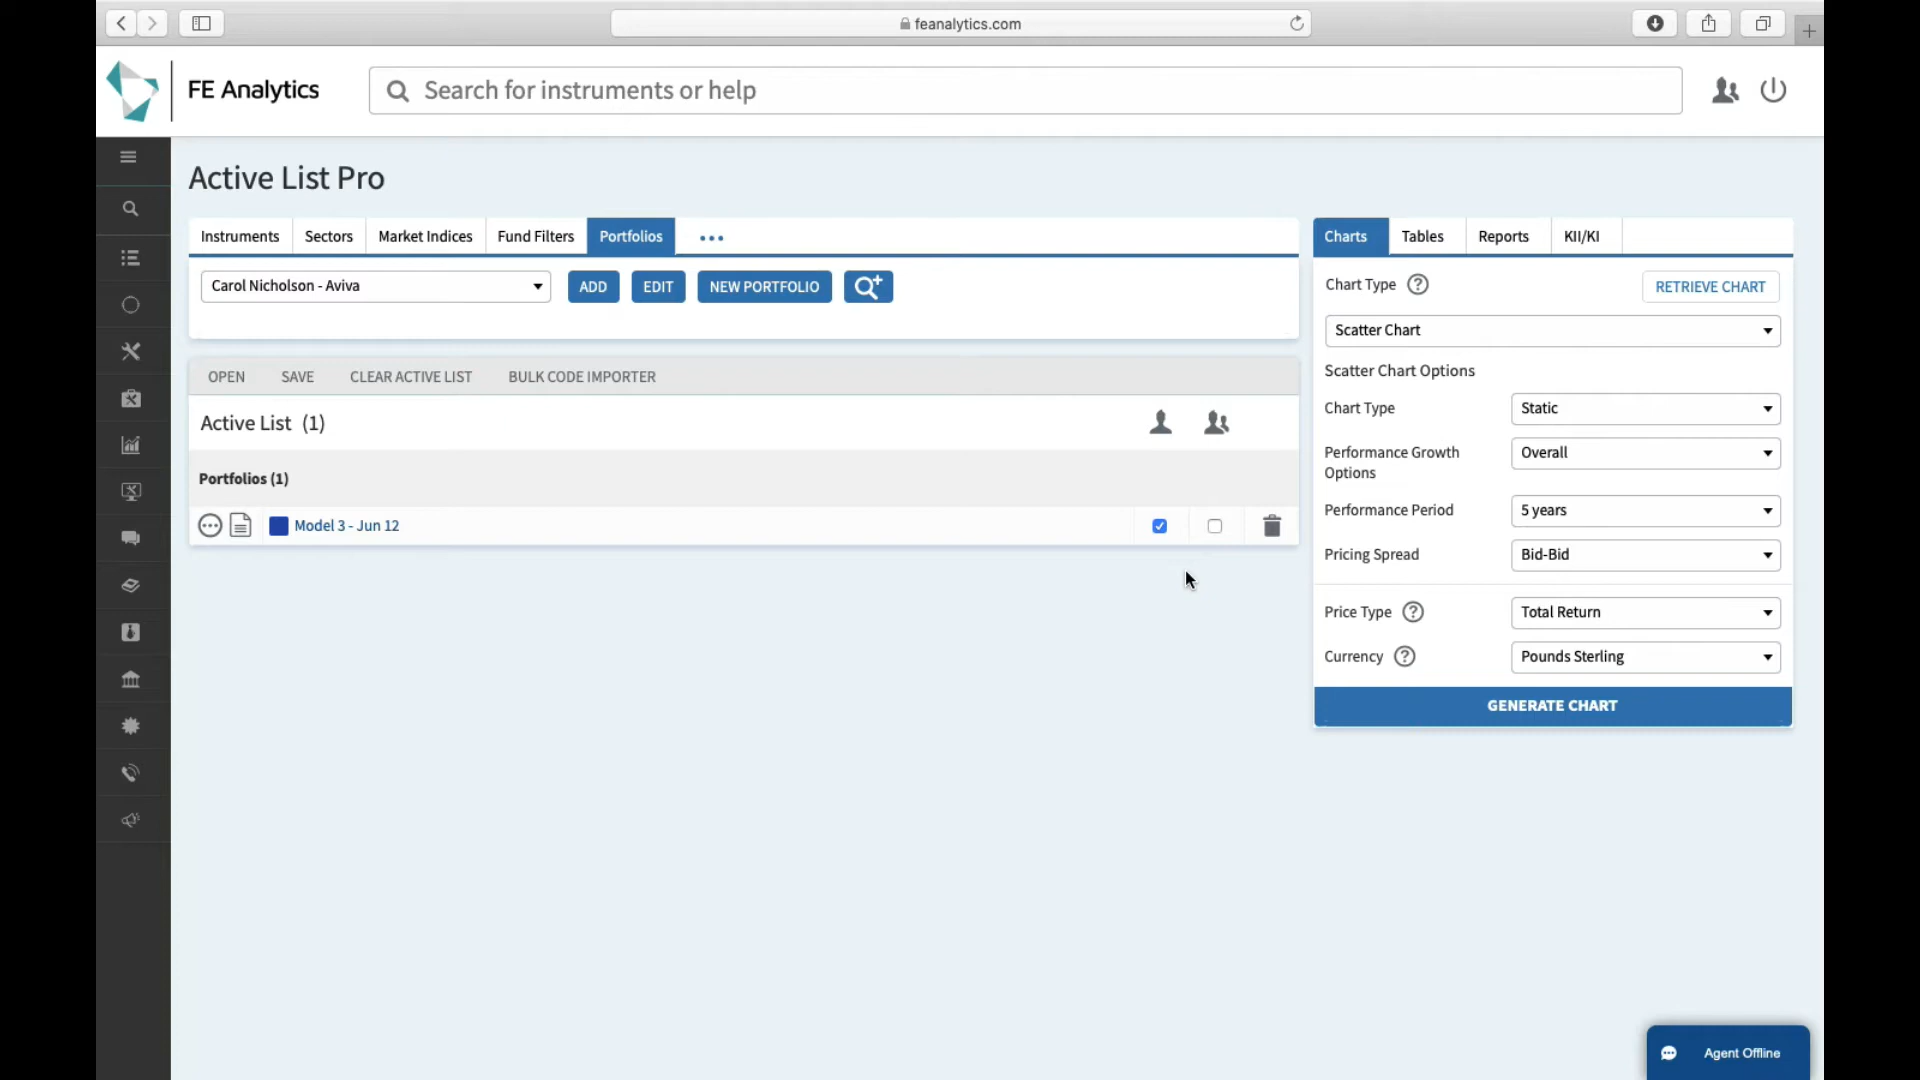 feanalytics.com
FE Analytics
Search for instruments or help
Active List Pro
Instruments Sectors Market Indices Fund Filters Portfolios
Carol Nicholson - Aviva ADD EDIT NEW PORTFOLIO
OPEN SAVE CLEAR ACTIVE LIST BULK CODE IMPORTER
Active List (1)
Portfolios (1)
Model 3 - Jun 12
Charts Tables Reports KII/KI
Chart Type ? RETRIEVE CHART
Scatter Chart
Scatter Chart Options
Chart Type Static
Performance Growth Options Overall
Performance Period 5 years
Pricing Spread Bid-Bid
Price Type ? Total Return
Currency ? Pounds Sterling
GENERATE CHART
Agent Offline